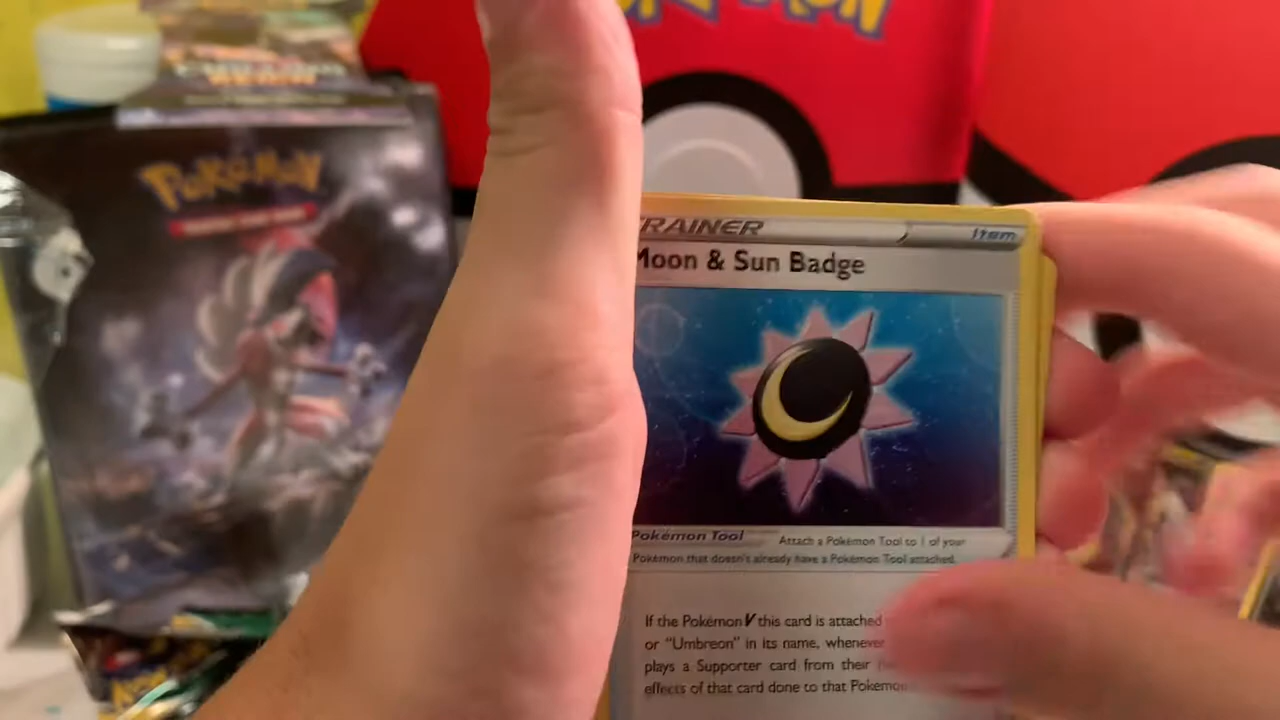 POKÉMON
POKÉMON
TRAINER
Item
Moon & Sun Badge
Pokémon Tool
Attach a Pokémon Tool to 1 of your
Pokémon that doesn't already have a Pokémon Tool attached.
If the Pokémon V this card is attached
or "Umbreon" in its name, whenever
plays a Supporter card from their
effects of that card done to that Pokémon